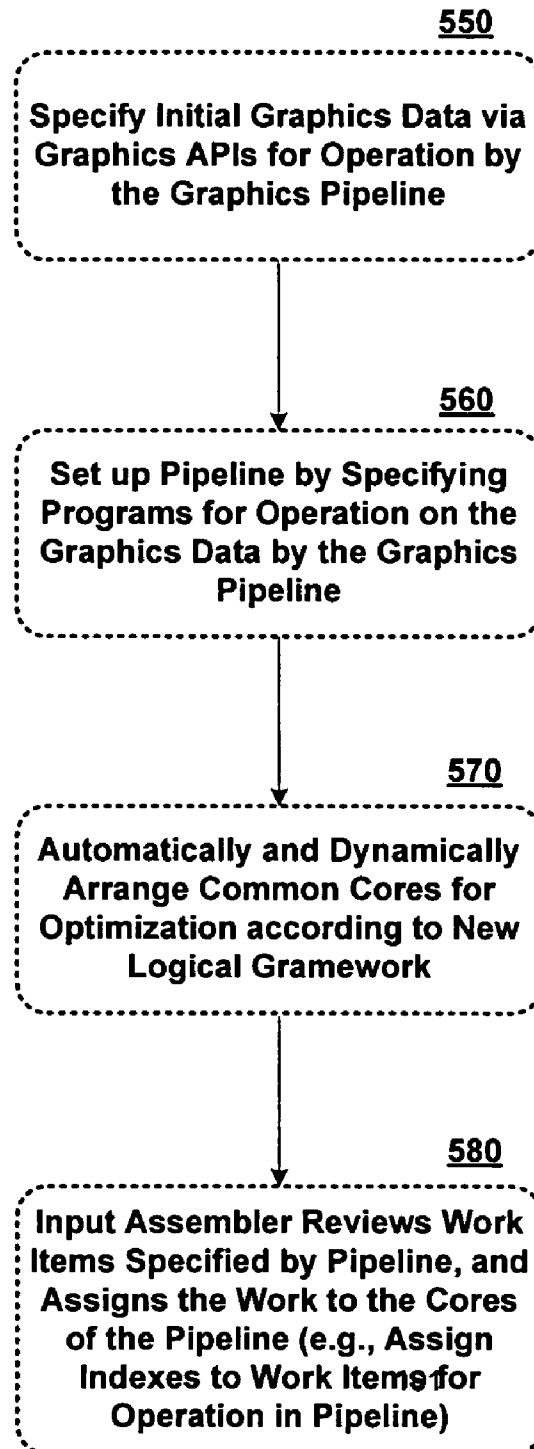 550
Specify Initial Graphics Data via
Graphics APIs for Operation by
the Graphics Pipeline
560
Set up Pipeline by Specifying
Programs for Operation on the
Graphics Data by the Graphics
Pipeline
570
Automatically and Dynamically
Arrange Common Cores for
Optimization according to New
Logical Gramework
580
Input Assembler Reviews Work
Items Specified by Pipeline, and
Assigns the Work to the Cores
of the Pipeline (e.g., Assign
Indexes to Work Items for
Operation in Pipeline)